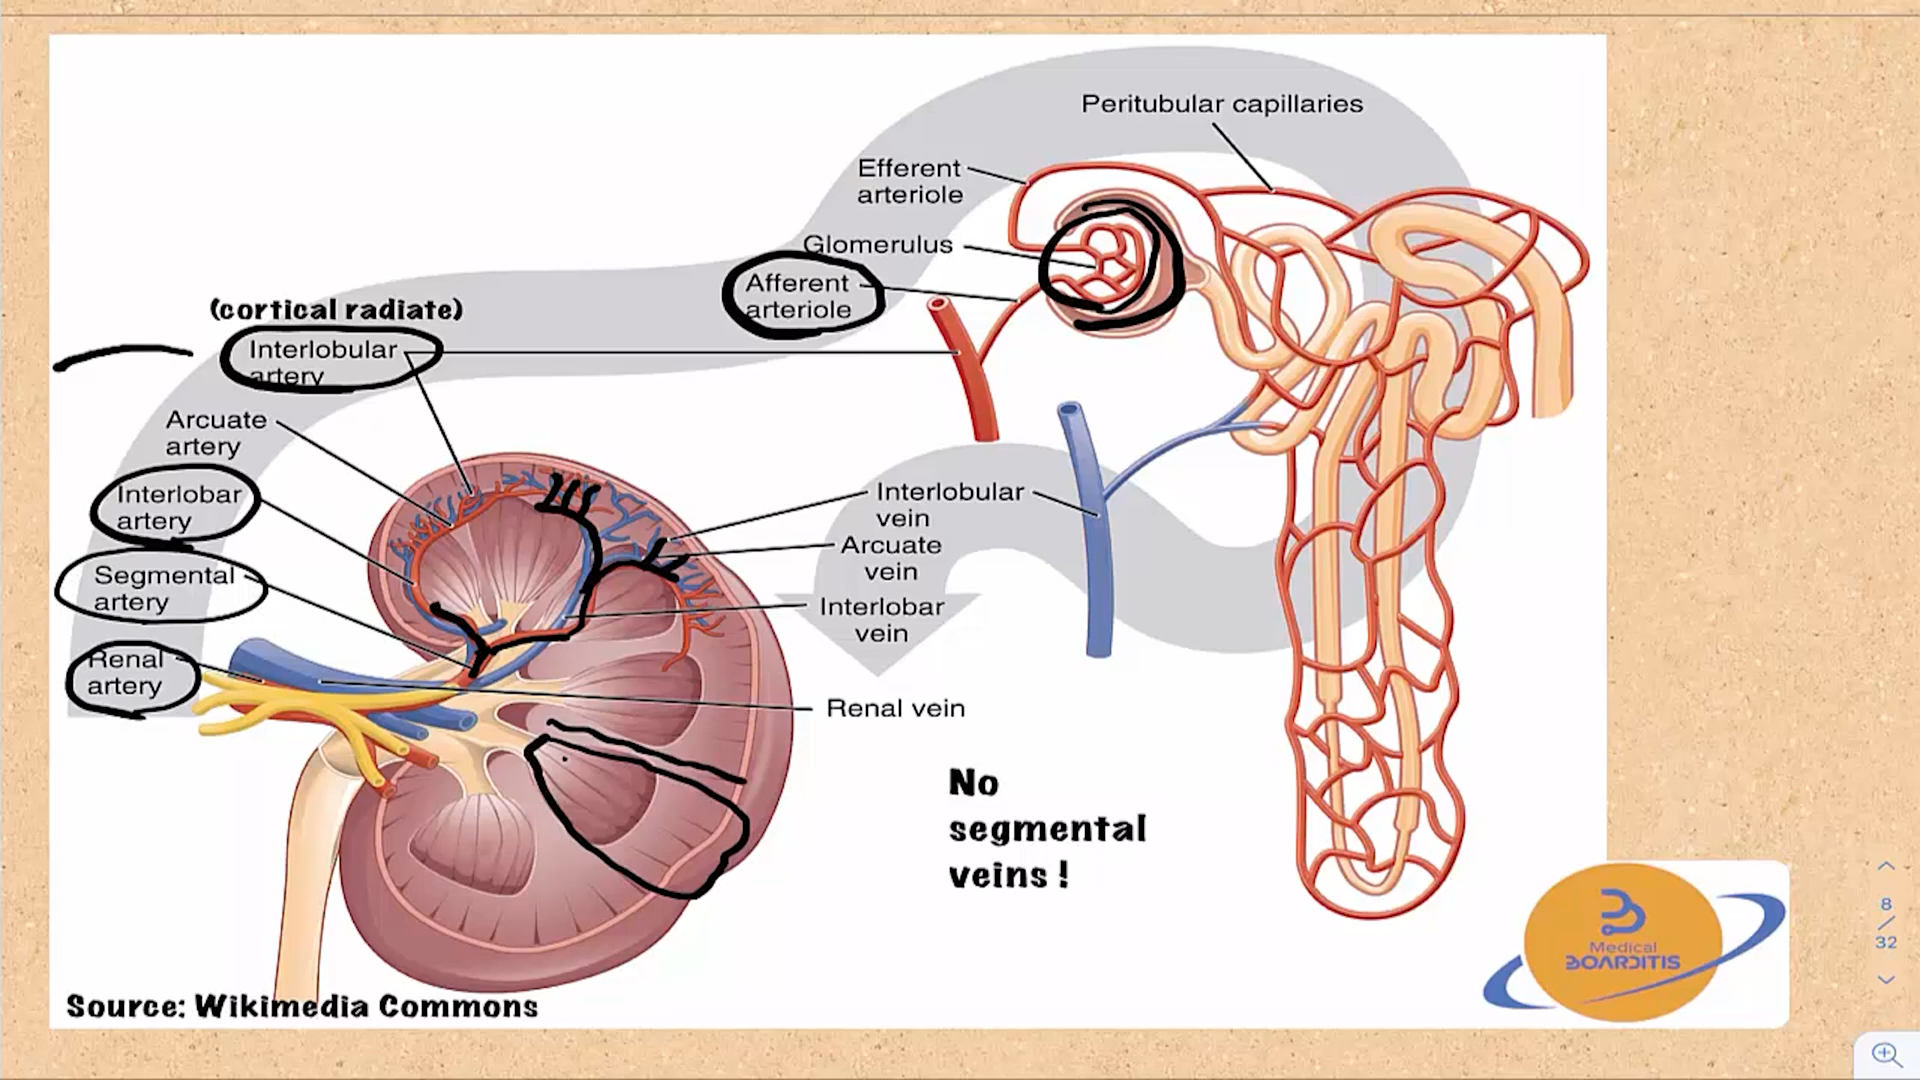 Peritubular capillaries
Efferent
arteriole
Glomerulus
Afferent
arteriole
(cortical radiate)
Interlobular
artery
Arcuate
artery
Interlobar
artery
Segmental
artery
Renal
artery
Interlobular
vein
Arcuate
vein
Interlobar
vein
Renal vein
No
segmental
veins !
Source: Wikimedia Commons
Medical
BOARDITIS
8
/
32